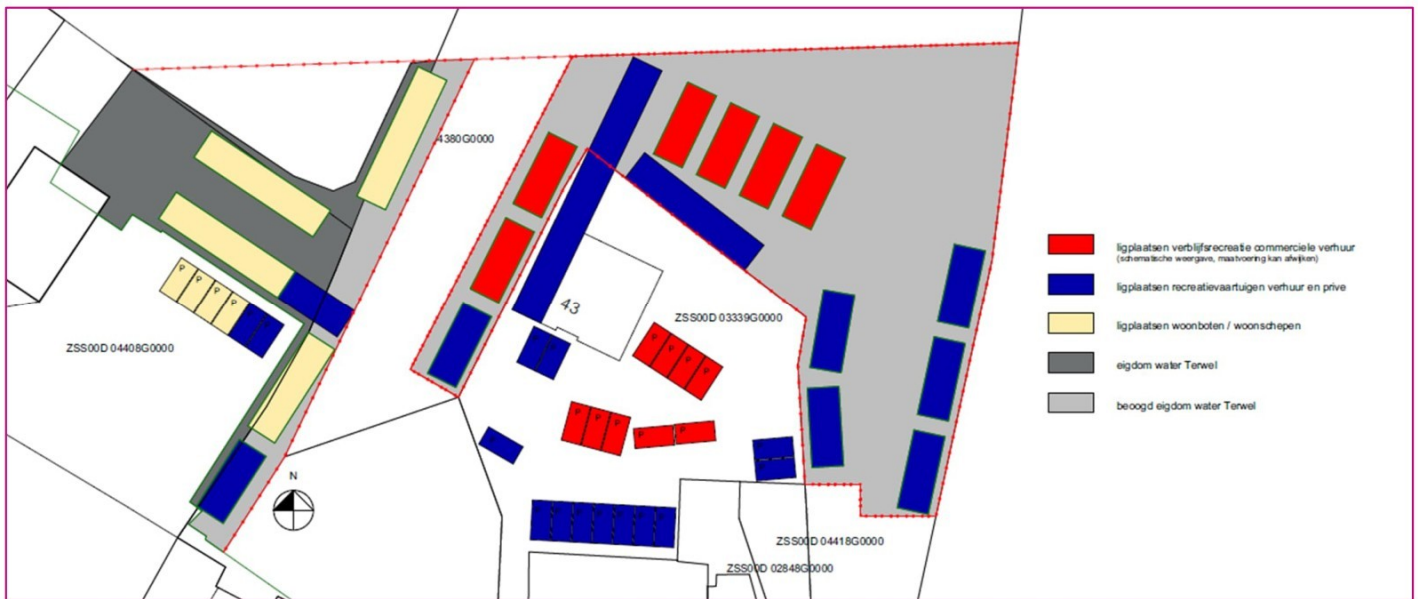 4380G0000
43
ZSS00D 03339G0000
ZSS00D 04408G0000
P P P P
P P
P P P P
P P P
N
ZSS00D 04418G0000
ZSS00D 02848G0000
ligplaatsen verblijfsrecreatie commerciele verhuur
(schematische weergave, maatvoering kan afwijken)
ligplaatsen recreatievaartuigen verhuur en prive
ligplaatsen woonboten / woonschepen
eigdom water Terwel
beoogd eigdom water Terwel